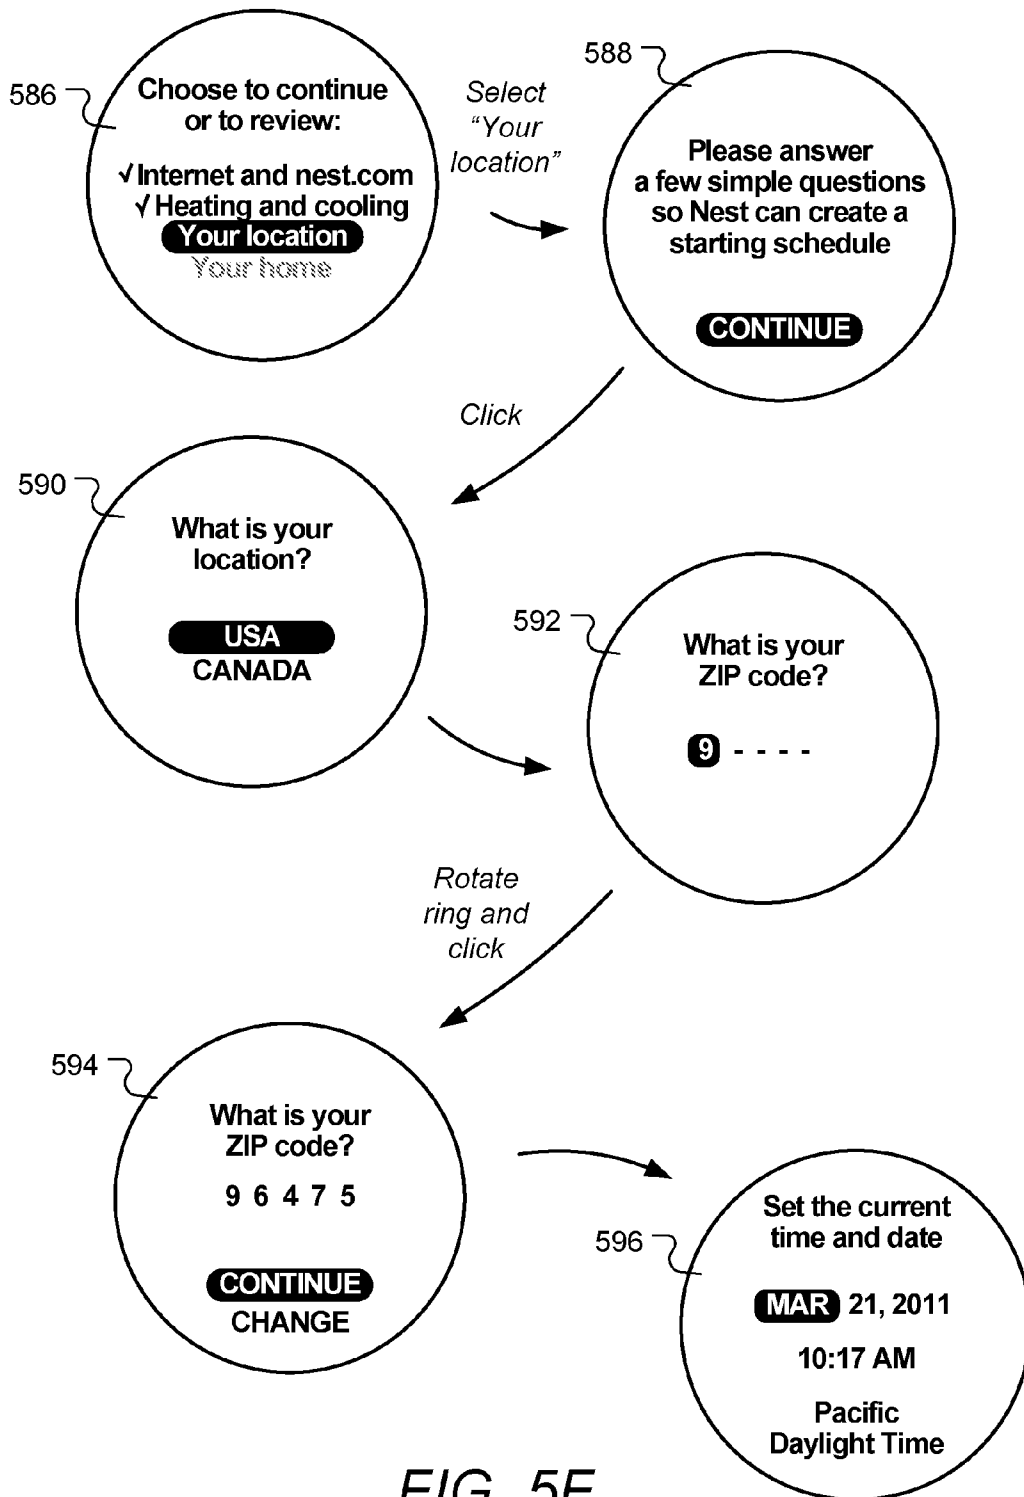 586
Choose to continue
or to review:
√ Internet and nest.com
√ Heating and cooling
Your location
Your home
Select
“Your
location”
588
Please answer
a few simple questions
so Nest can create a
starting schedule
CONTINUE
Click
590
What is your
location?
USA
CANADA
592
What is your
ZIP code?
9 - - - -
Rotate
ring and
click
594
What is your
ZIP code?
9 6 4 7 5
CONTINUE
CHANGE
596
Set the current
time and date
MAR 21, 2011
10:17 AM
Pacific
Daylight Time